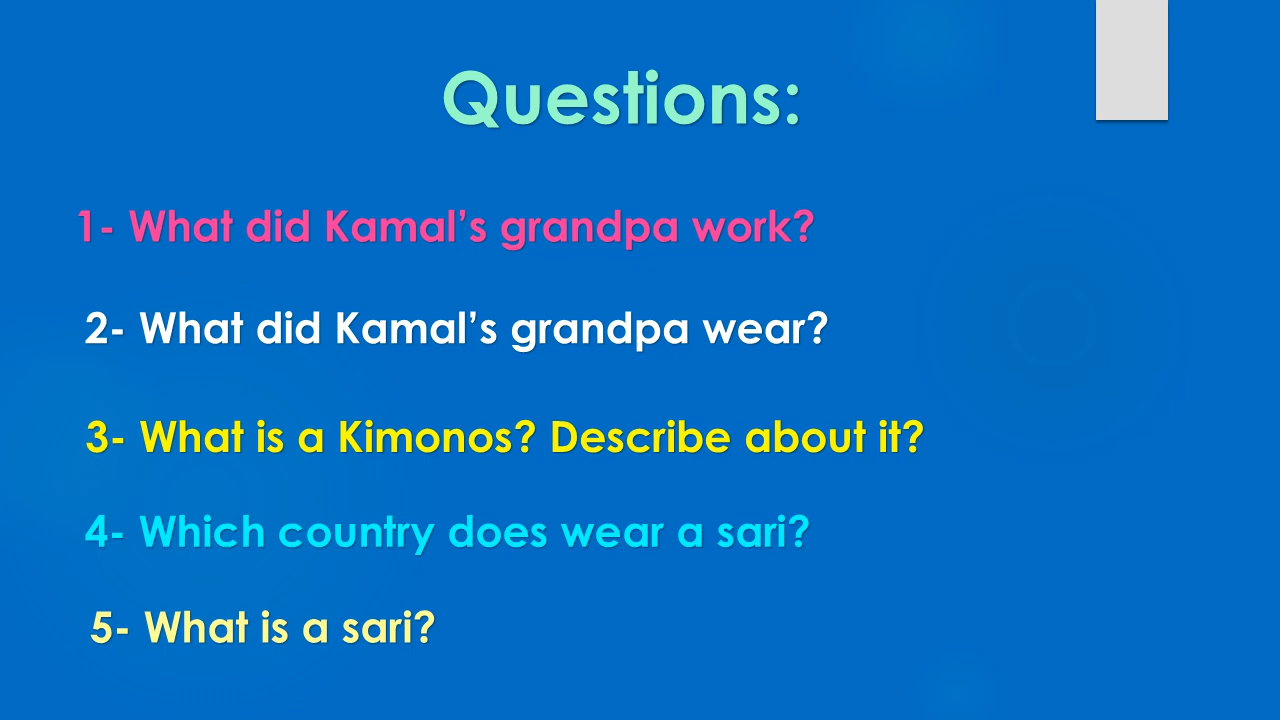 Questions:
1- What did Kamal’s grandpa work?
2- What did Kamal’s grandpa wear?
3- What is a Kimonos? Describe about it?
4- Which country does wear a sari?
5- What is a sari?